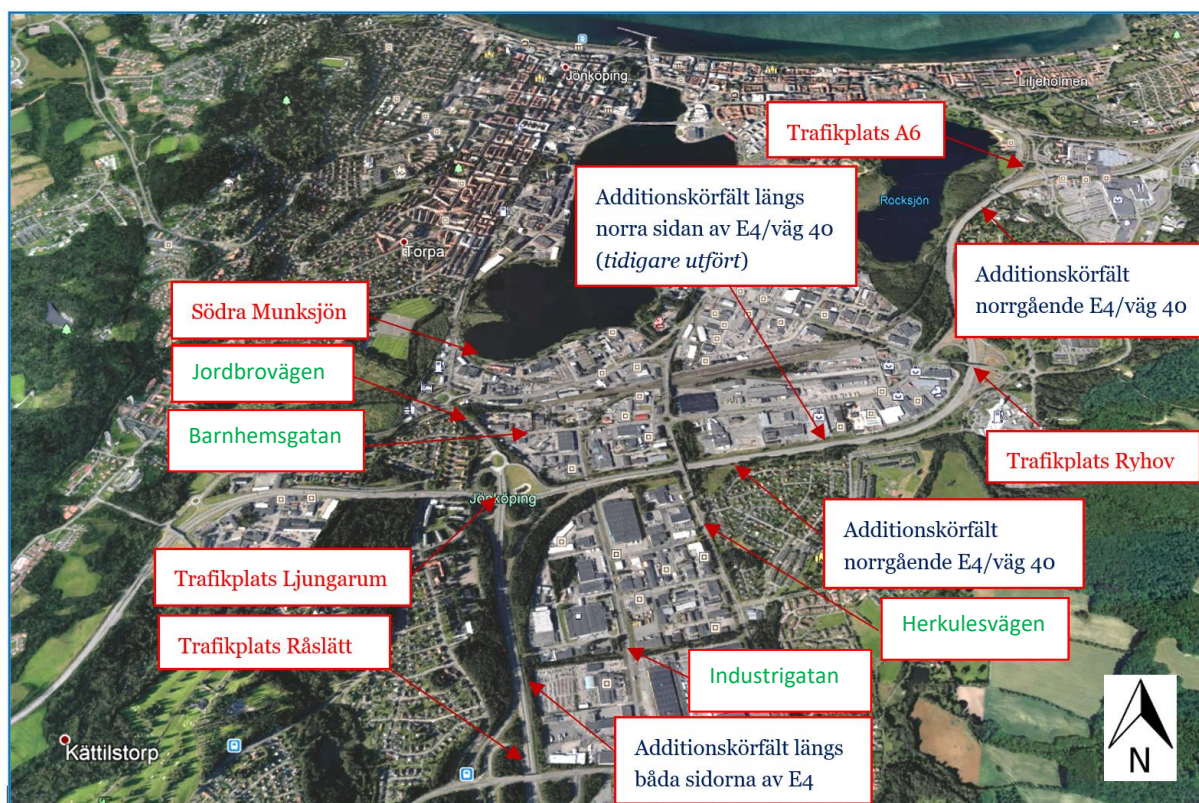 Jönköping
Liljeholmen
Trafikplats A6
Additionskörfält längs
norra sidan av E4/väg 40
(tidigare utfört)
Rocksjön
Torpa
Additionskörfält
norrgående E4/väg 40
Södra Munksjön
Jordbrovägen
Barnhemsgatan
Trafikplats Ryhov
Jönköping
Additionskörfält
norrgående E4/väg 40
Trafikplats Ljungarum
Herkulesvägen
Trafikplats Råslätt
Industrigatan
Additionskörfält längs
båda sidorna av E4
Kättilstorp
N